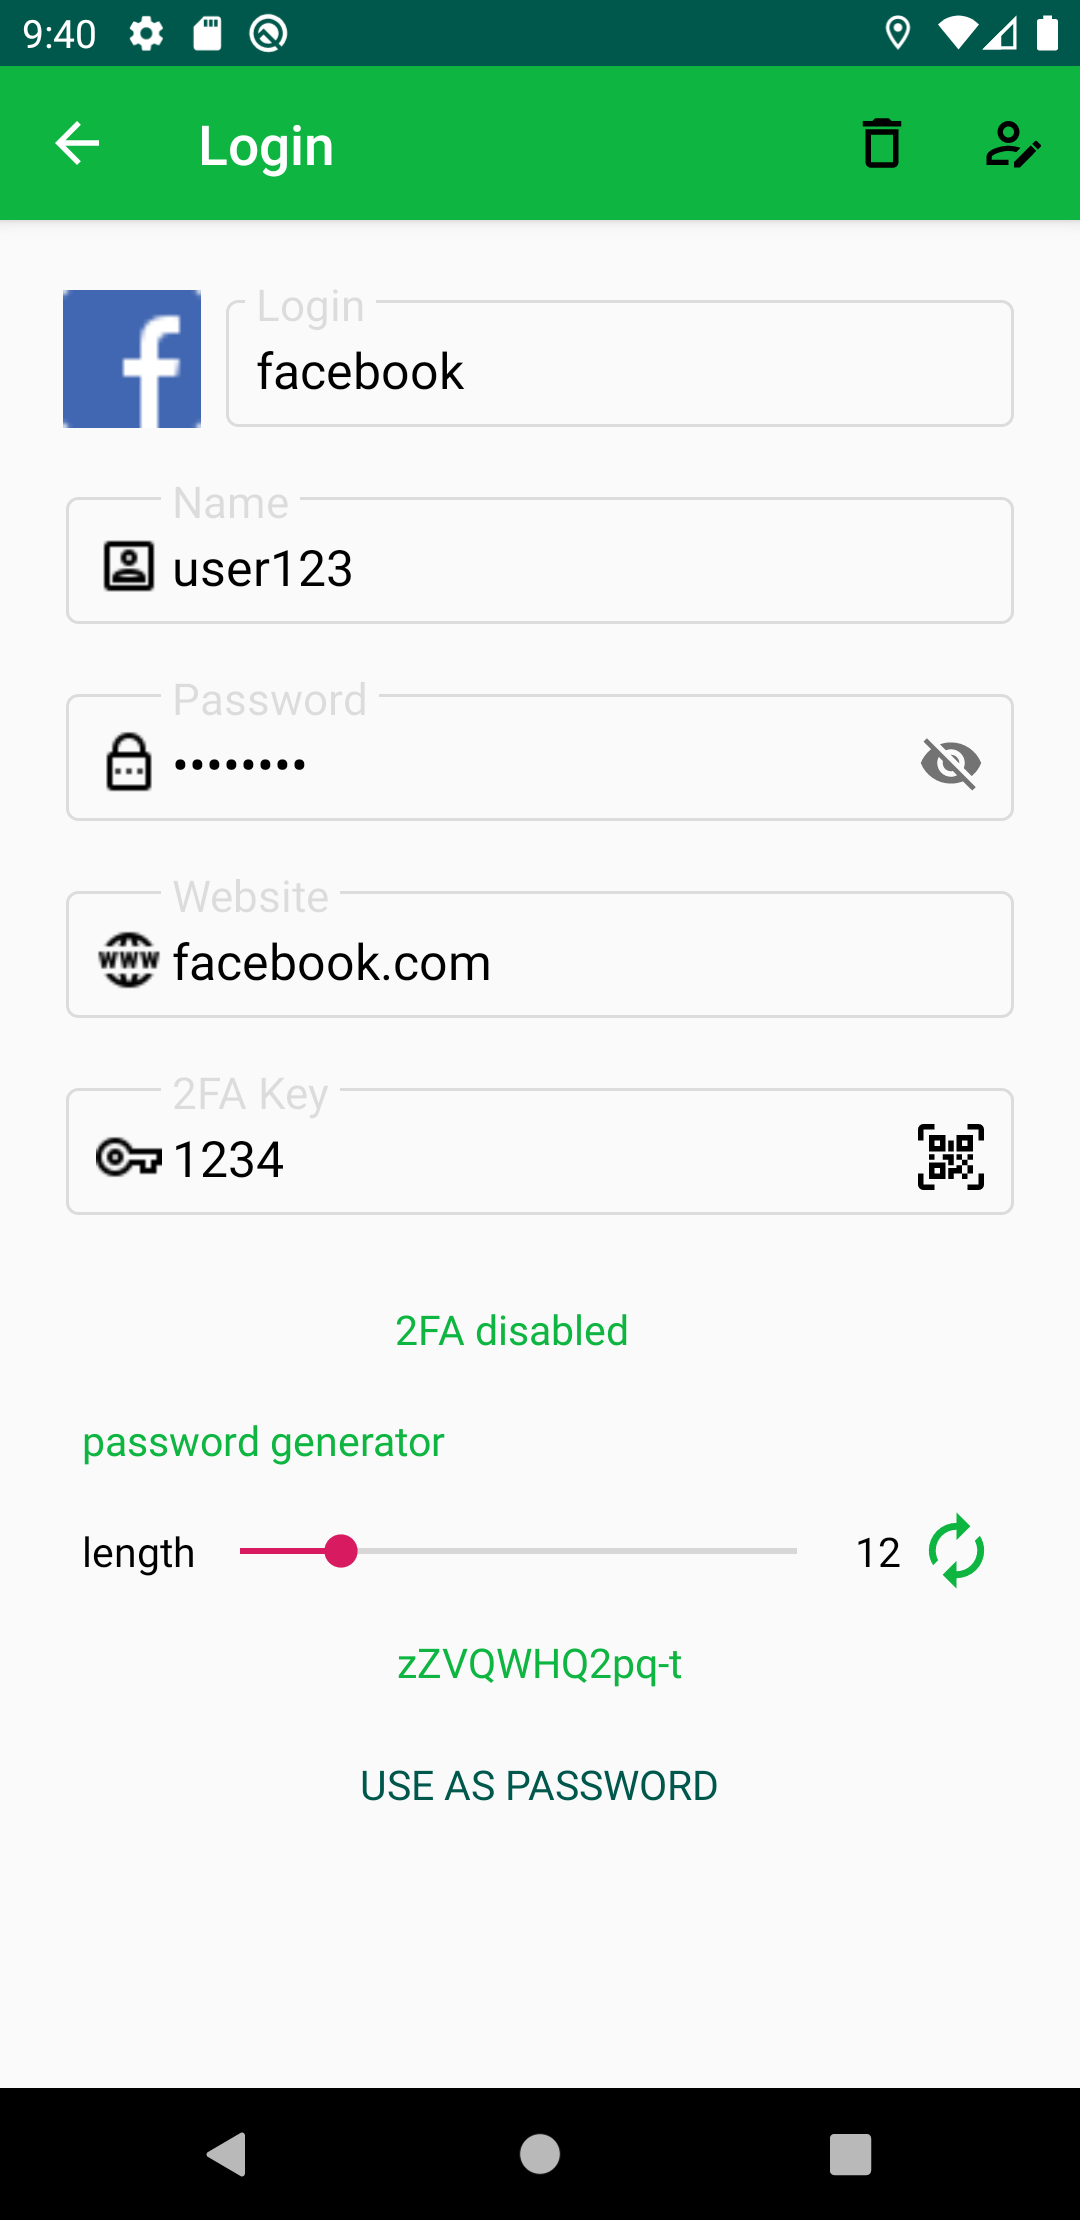 9:40
Login
Login
facebook
Name
user123
Password
••••••••
Website
www
facebook.com
2FA Key
1234
2FA disabled
password generator
length
12
zZVQWHQ2pq-t
USE AS PASSWORD